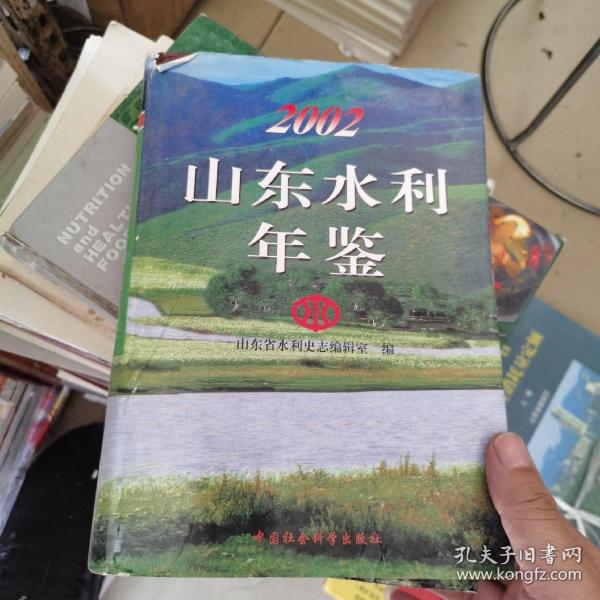 2002
山东水利
年鉴
山东省水利史志编辑室 编
中国社会科学出版社
NUTRITION
and
HEALTH
FOOD
孔夫子旧书网
www.kongfz.com